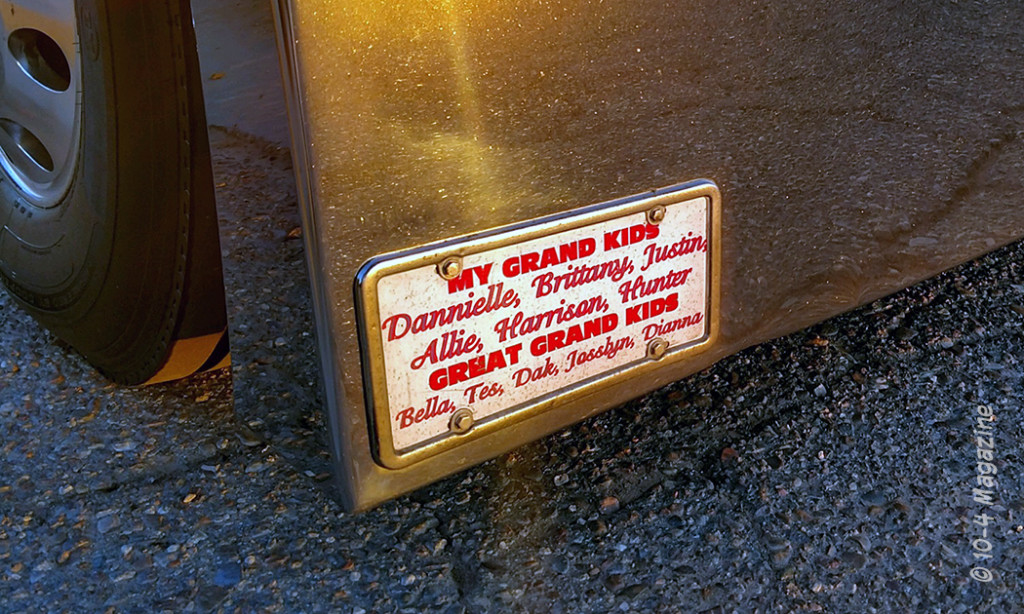 MY GRAND KIDS
Dannielle, Brittany, Justin,
Allie, Harrison, Hunter
GREAT GRAND KIDS
Bella, Tes, Dak, Josslyn, Dianna
© 10-4 Magazine